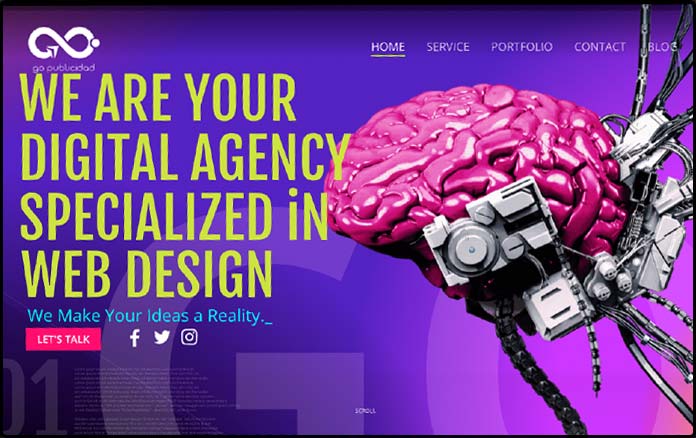 go publicidad
HOME SERVICE PORTFOLIO CONTACT BLOG
WE ARE YOUR
DIGITAL AGENCY
SPECIALIZED iN
WEB DESIGN
We Make Your Ideas a Reality._
LET'S TALK
01
GO
SCROLL